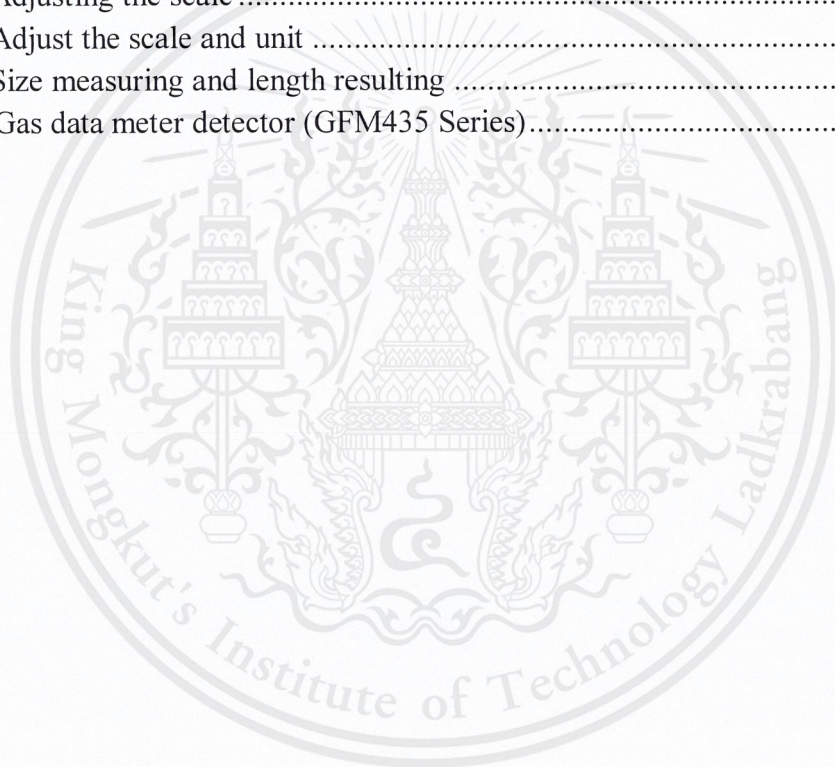 Adjusting the scale
Adjust the scale and unit
Size measuring and length resulting
Gas data meter detector (GFM435 Series)
King Mongkut's Institute of Technology Ladkrabang